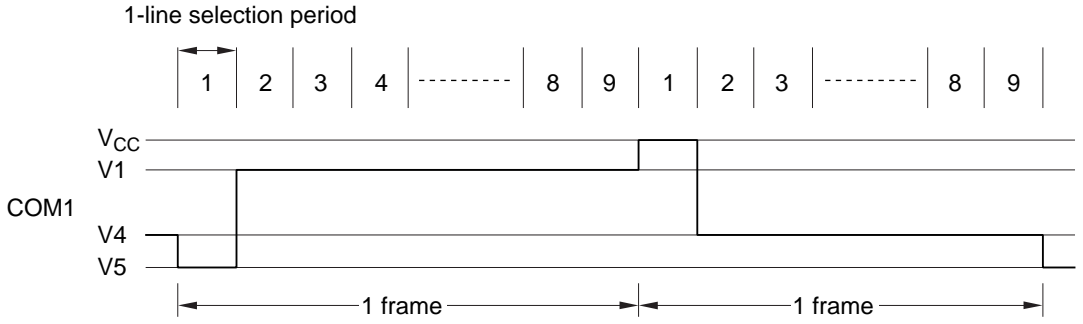 1-line selection period
1 2 3 4 8 9 1 2 3 8 9
VCC
V1
COM1
V4
V5
1 frame 1 frame